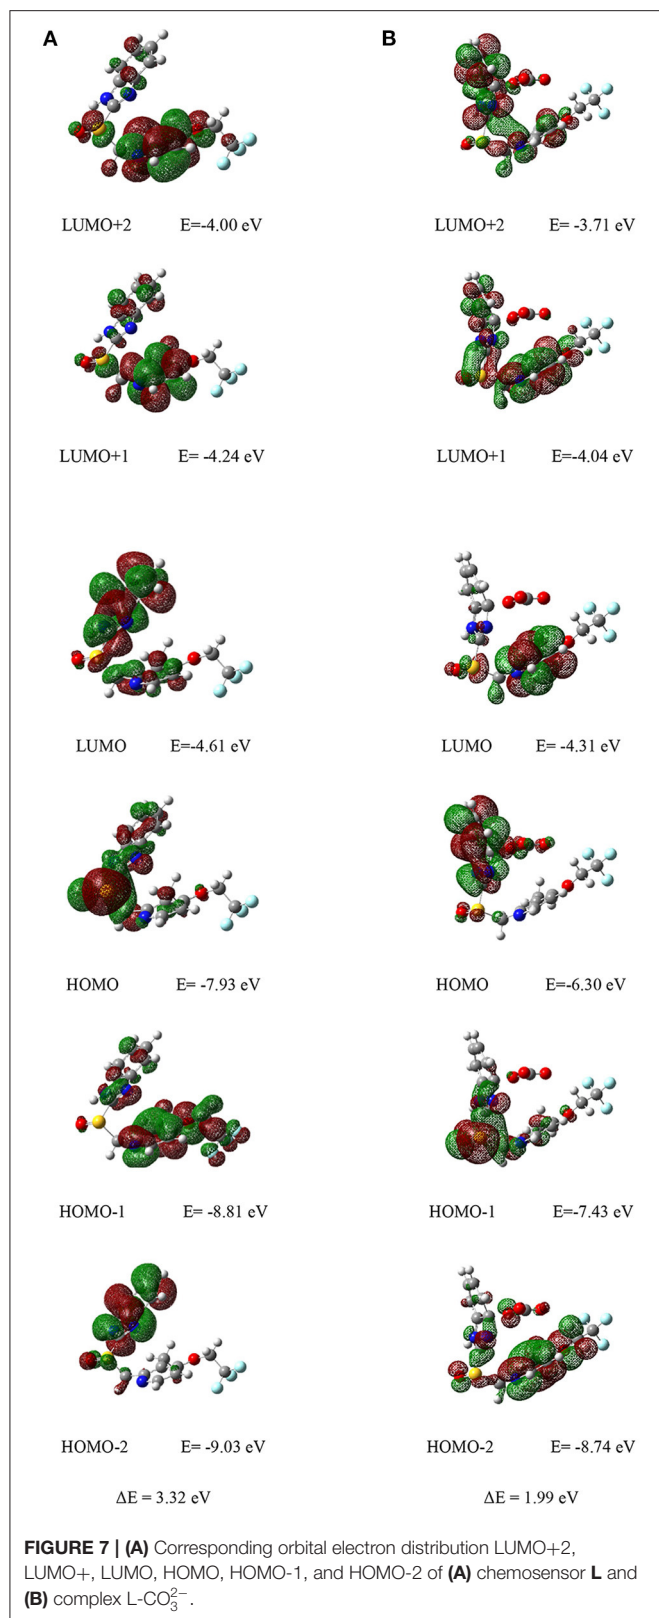 A B
LUMO+2 E=-4.00 eV LUMO+2 E= -3.71 eV
LUMO+1 E= -4.24 eV LUMO+1 E=-4.04 eV
LUMO E=-4.61 eV LUMO E= -4.31 eV
HOMO E= -7.93 eV HOMO E=-6.30 eV
HOMO-1 E= -8.81 eV HOMO-1 E=-7.43 eV
HOMO-2 E= -9.03 eV HOMO-2 E= -8.74 eV
ΔE = 3.32 eV ΔE = 1.99 eV
FIGURE 7 | (A) Corresponding orbital electron distribution LUMO+2,
LUMO+, LUMO, HOMO, HOMO-1, and HOMO-2 of (A) chemosensor L and
(B) complex L-CO₃²⁻.